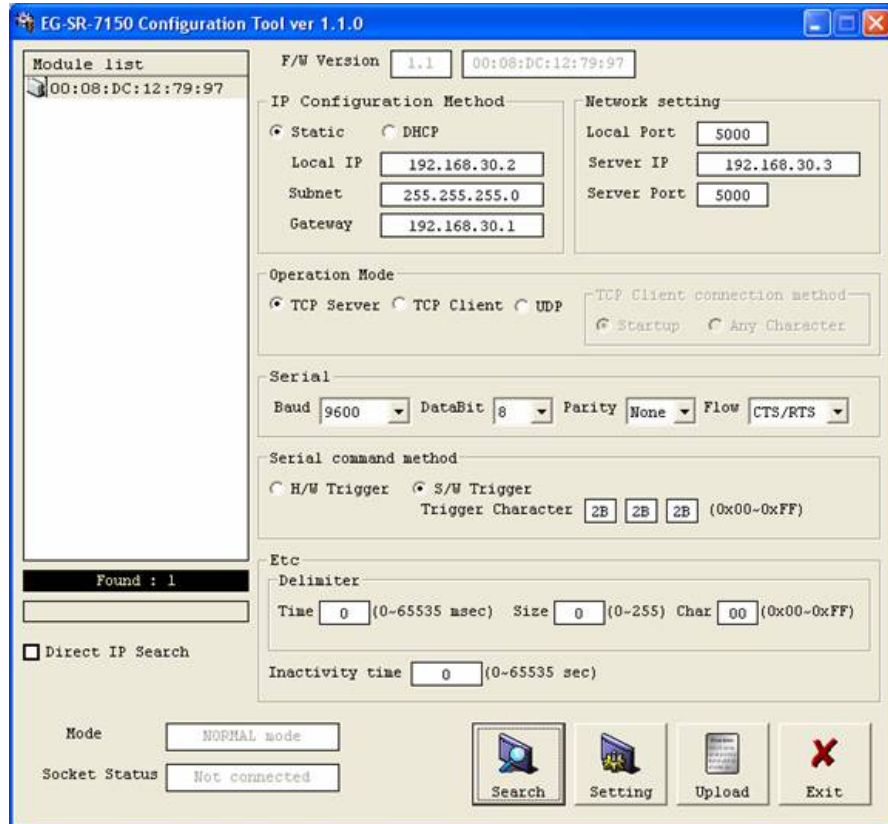 EG-SR-7150 Configuration Tool ver 1.1.0
Module list
00:08:DC:12:79:97
Found : 1
Direct IP Search
F/W Version 1.1 00:08:DC:12:79:97
IP Configuration Method
Static DHCP
Local IP 192.168.30.2
Subnet 255.255.255.0
Gateway 192.168.30.1
Network setting
Local Port 5000
Server IP 192.168.30.3
Server Port 5000
Operation Mode
TCP Server TCP Client UDP
TCP Client connection method
Startup Any Character
Serial
Baud 9600 DataBit 8 Parity None Flow CTS/RTS
Serial command method
H/W Trigger S/W Trigger
Trigger Character 2B 2B 2B (0x00~0xFF)
Etc
Delimiter
Time 0 (0~65535 msec) Size 0 (0~255) Char 00 (0x00~0xFF)
Inactivity time 0 (0~65535 sec)
Mode NORMAL mode
Socket Status Not connected
Search Setting Upload Exit